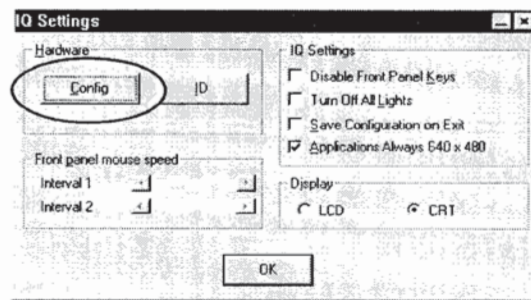 IQ Settings
Hardware
Config
ID
Front panel mouse speed
Interval 1
Interval 2
IQ Settings
Disable Front Panel Keys
Turn Off All Lights
Save Configuration on Exit
Applications Always 640 x 480
Display
LCD
CRT
OK